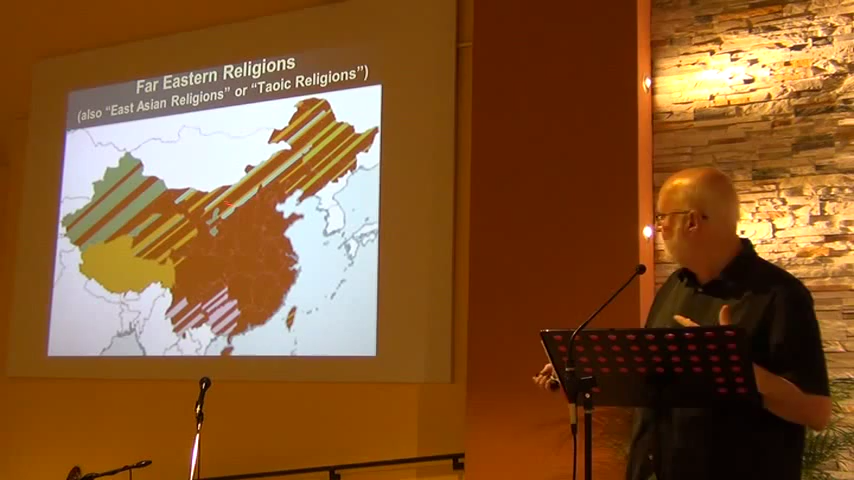 Far Eastern Religions
(also "East Asian Religions" or "Taoic Religions")